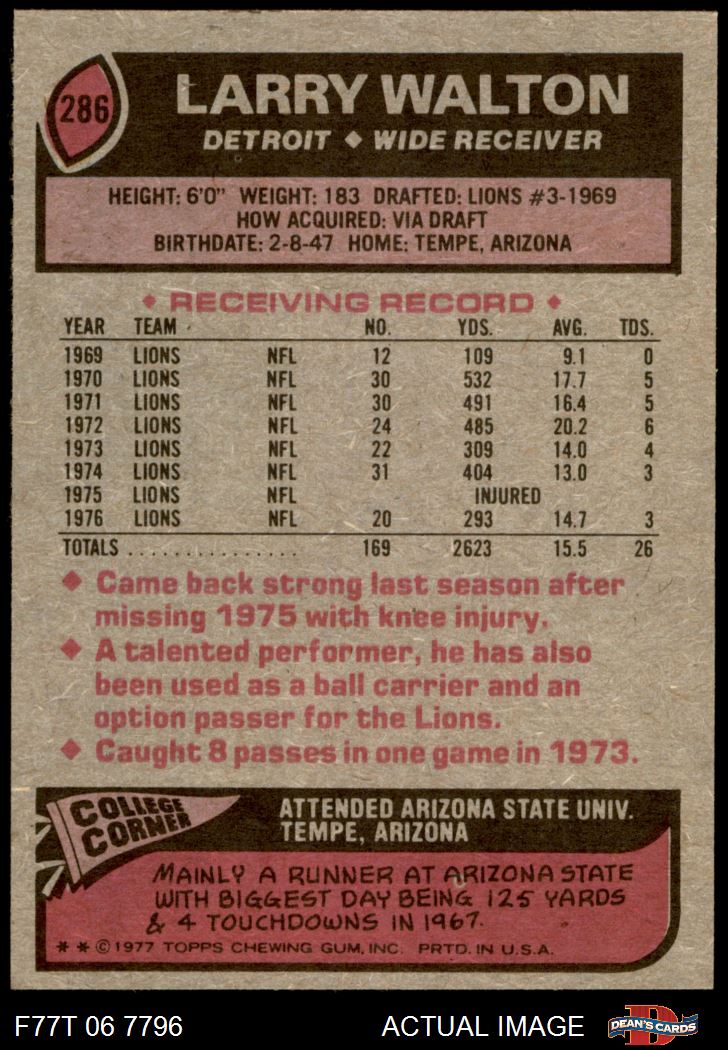 286
LARRY WALTON
DETROIT ◆ WIDE RECEIVER
HEIGHT: 6'0" WEIGHT: 183 DRAFTED: LIONS #3-1969
HOW ACQUIRED: VIA DRAFT
BIRTHDATE: 2-8-47 HOME: TEMPE, ARIZONA
◆ RECEIVING RECORD ◆
YEAR TEAM NO. YDS. AVG. TDS.
1969 LIONS NFL 12 109 9.1 0
1970 LIONS NFL 30 532 17.7 5
1971 LIONS NFL 30 491 16.4 5
1972 LIONS NFL 24 485 20.2 6
1973 LIONS NFL 22 309 14.0 4
1974 LIONS NFL 31 404 13.0 3
1975 LIONS NFL INJURED
1976 LIONS NFL 20 293 14.7 3
TOTALS ................ 169 2623 15.5 26
◆ Came back strong last season after
missing 1975 with knee injury.
◆ A talented performer, he has also
been used as a ball carrier and an
option passer for the Lions.
◆ Caught 8 passes in one game in 1973.
COLLEGE
CORNER
ATTENDED ARIZONA STATE UNIV.
TEMPE, ARIZONA
MAINLY A RUNNER AT ARIZONA STATE
WITH BIGGEST DAY BEING 125 YARDS
& 4 TOUCHDOWNS IN 1967.
* * © 1977 TOPPS CHEWING GUM, INC. PRTD. IN U.S.A.
F77T 06 7796 ACTUAL IMAGE
D
DEAN'S CARDS